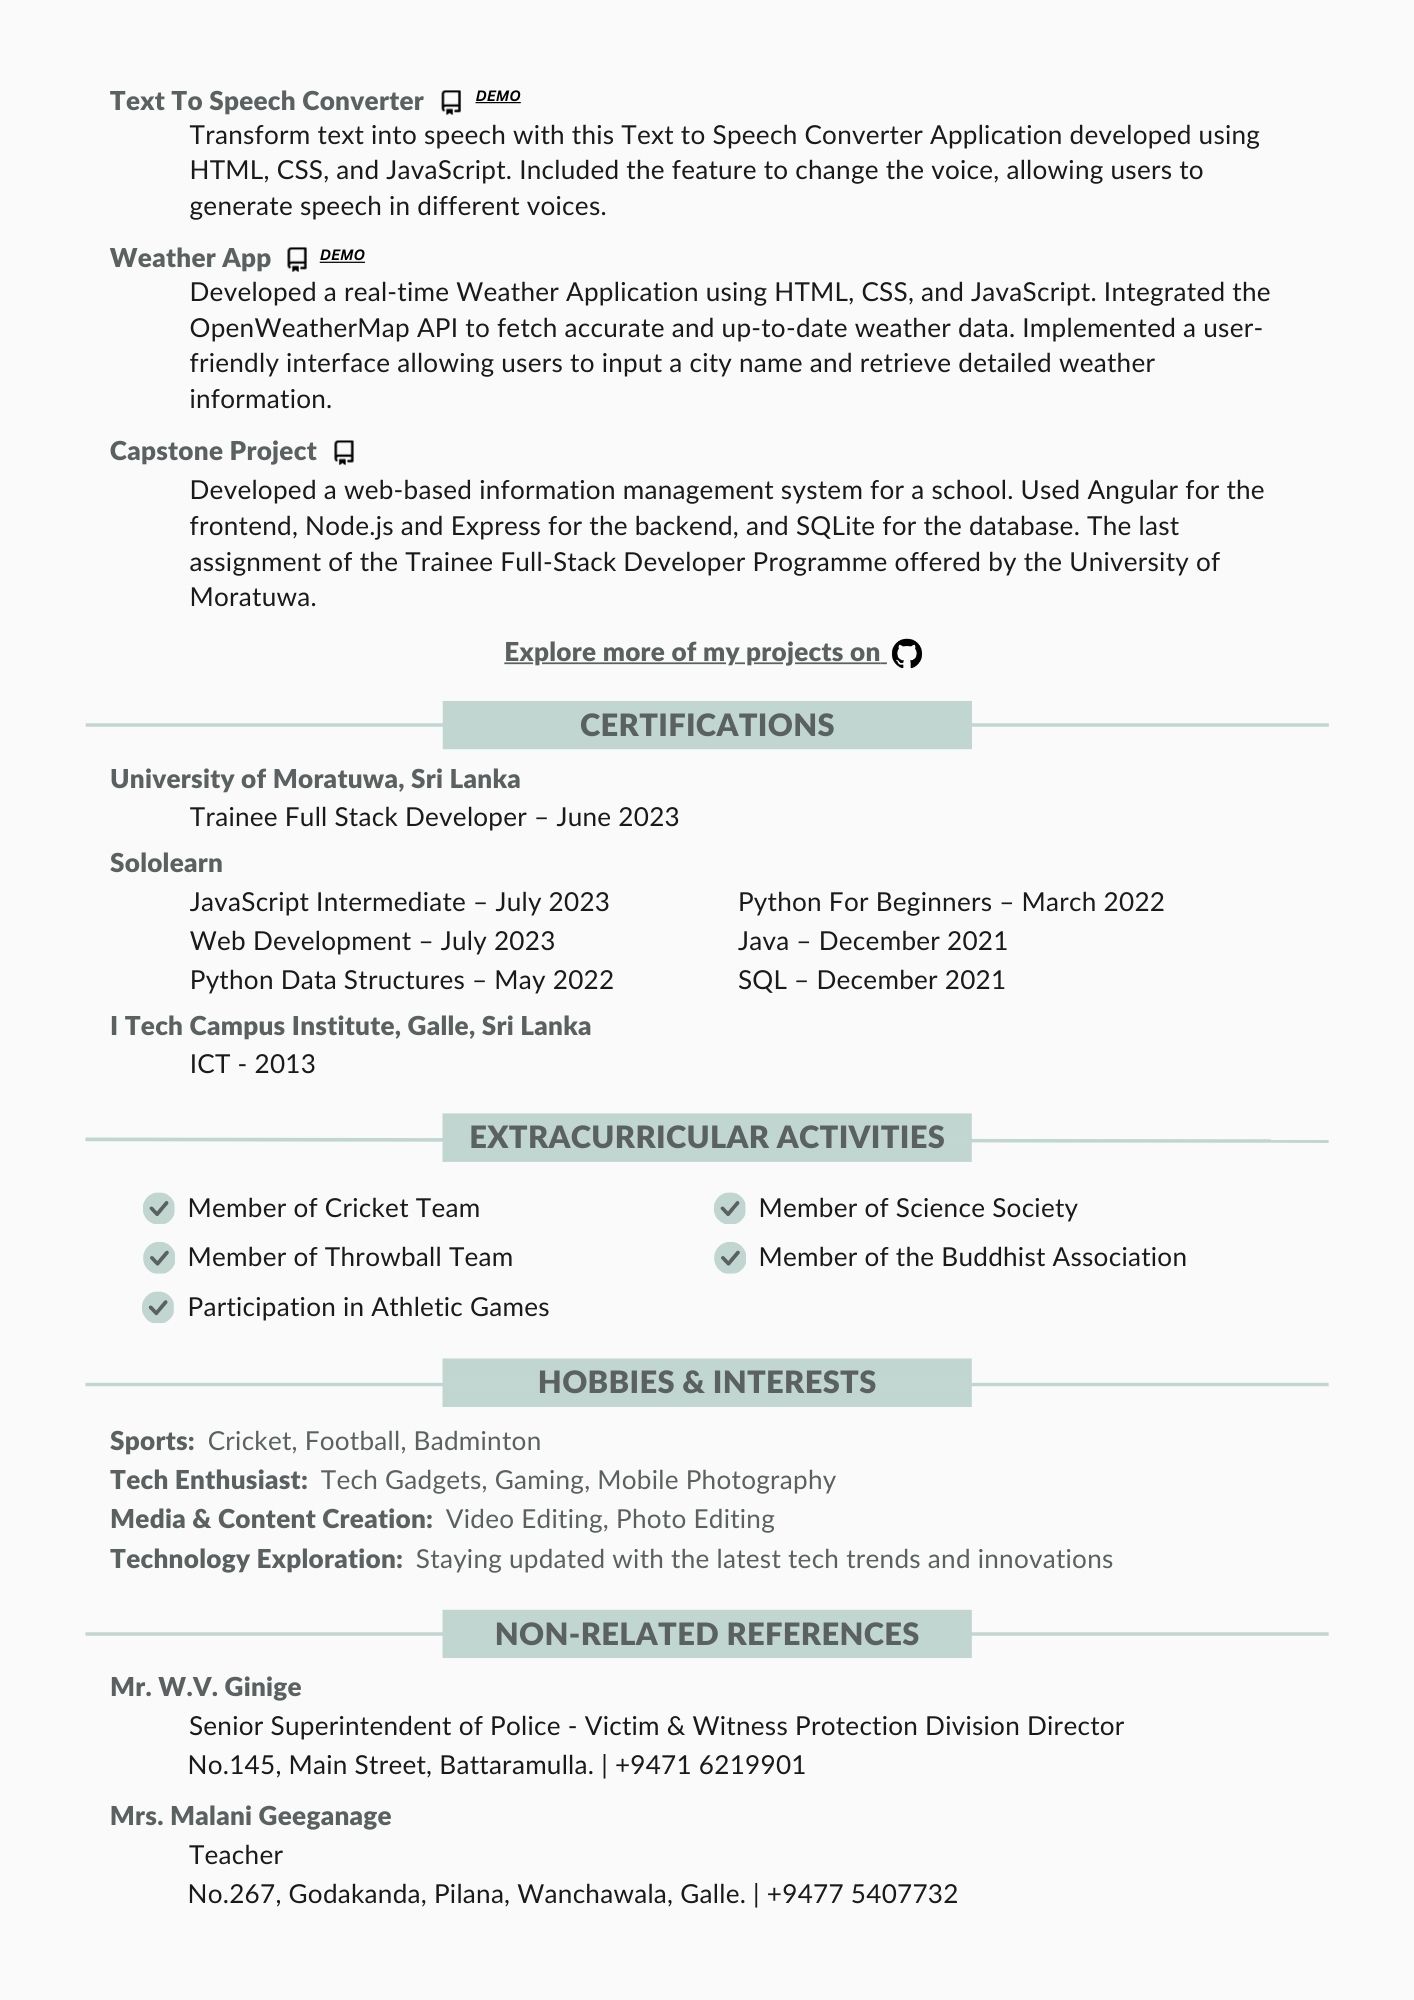 Text To Speech Converter DEMO
Transform text into speech with this Text to Speech Converter Application developed using
HTML, CSS, and JavaScript. Included the feature to change the voice, allowing users to
generate speech in different voices.
Weather App DEMO
Developed a real-time Weather Application using HTML, CSS, and JavaScript. Integrated the
OpenWeatherMap API to fetch accurate and up-to-date weather data. Implemented a user-
friendly interface allowing users to input a city name and retrieve detailed weather
information.
Capstone Project
Developed a web-based information management system for a school. Used Angular for the
frontend, Node.js and Express for the backend, and SQLite for the database. The last
assignment of the Trainee Full-Stack Developer Programme offered by the University of
Moratuwa.
Explore more of my projects on
CERTIFICATIONS
University of Moratuwa, Sri Lanka
Trainee Full Stack Developer – June 2023
Sololearn
JavaScript Intermediate – July 2023
Web Development – July 2023
Python Data Structures – May 2022
Python For Beginners – March 2022
Java – December 2021
SQL – December 2021
I Tech Campus Institute, Galle, Sri Lanka
ICT - 2013
EXTRACURRICULAR ACTIVITIES
Member of Cricket Team
Member of Throwball Team
Participation in Athletic Games
Member of Science Society
Member of the Buddhist Association
HOBBIES & INTERESTS
Sports: Cricket, Football, Badminton
Tech Enthusiast: Tech Gadgets, Gaming, Mobile Photography
Media & Content Creation: Video Editing, Photo Editing
Technology Exploration: Staying updated with the latest tech trends and innovations
NON-RELATED REFERENCES
Mr. W.V. Ginige
Senior Superintendent of Police - Victim & Witness Protection Division Director
No.145, Main Street, Battaramulla. | +9471 6219901
Mrs. Malani Geeganage
Teacher
No.267, Godakanda, Pilana, Wanchawala, Galle. | +9477 5407732